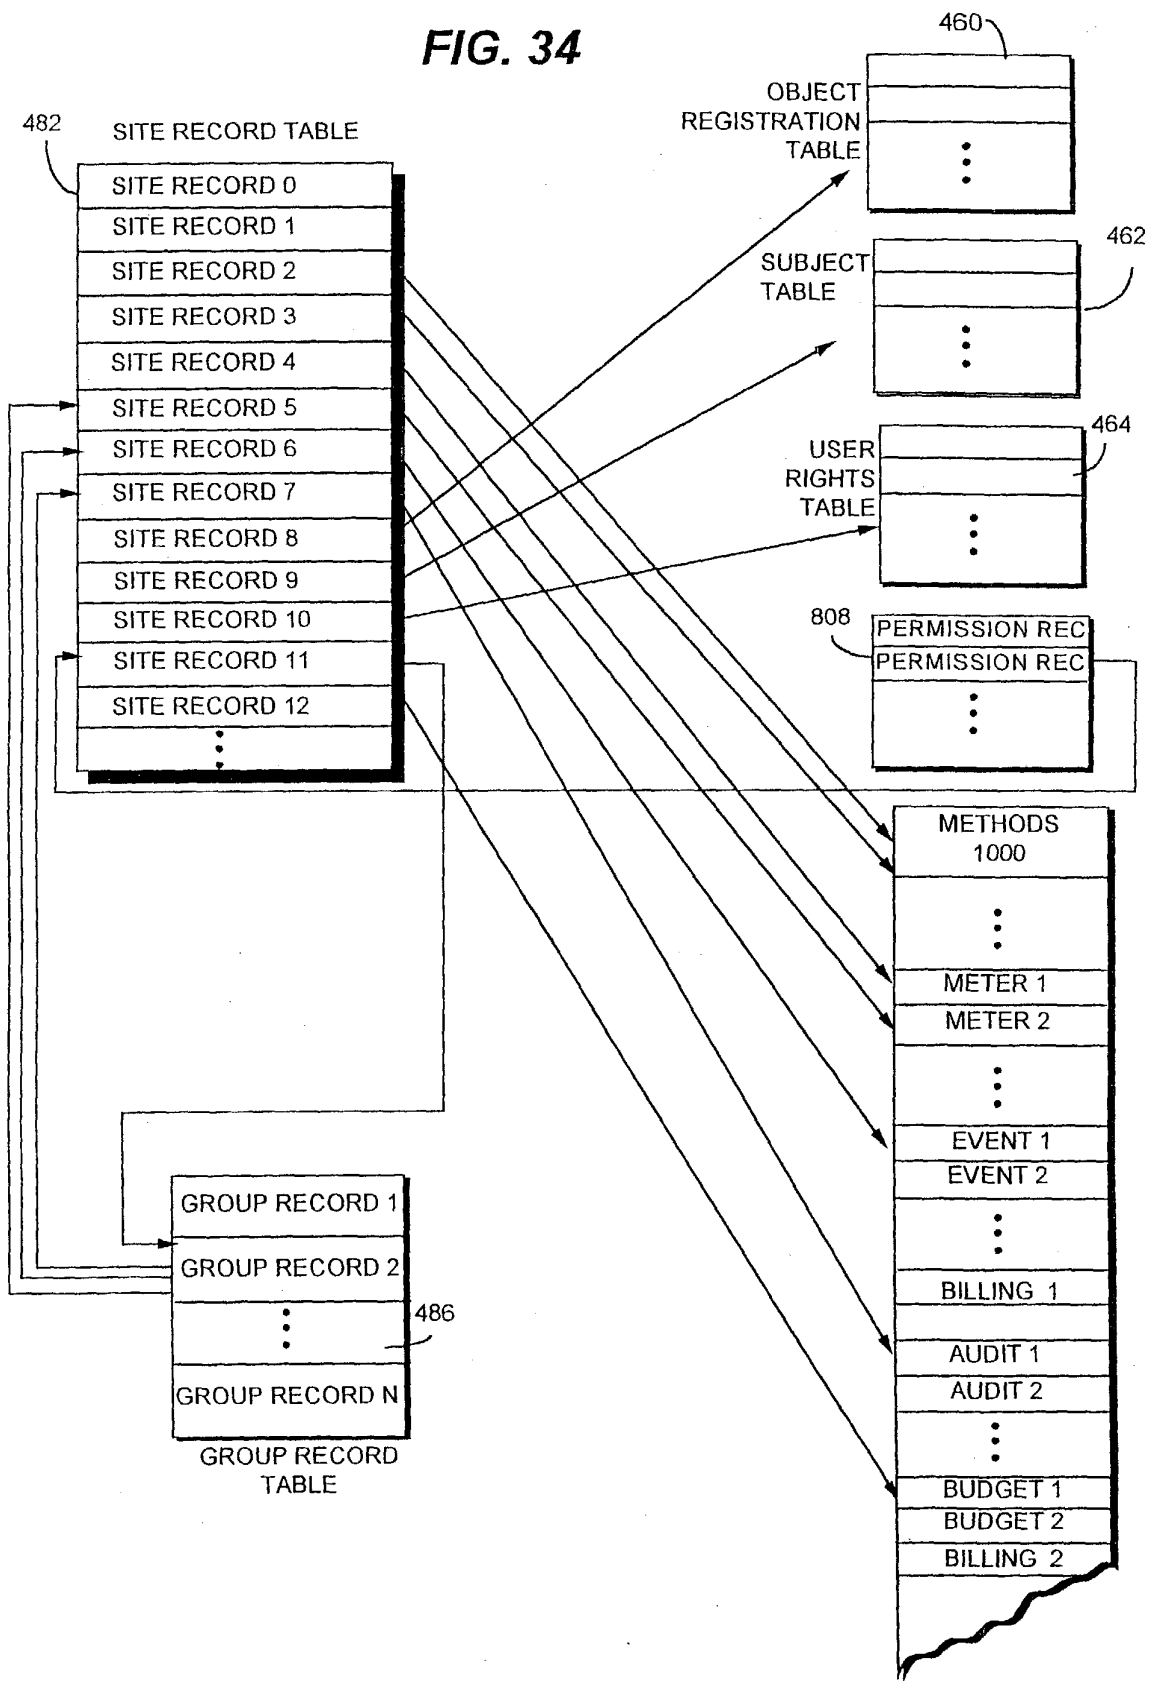 FIG. 34
460
OBJECT
REGISTRATION
TABLE
482
SITE RECORD TABLE
SITE RECORD 0
SITE RECORD 1
SITE RECORD 2
SITE RECORD 3
SITE RECORD 4
SITE RECORD 5
SITE RECORD 6
SITE RECORD 7
SITE RECORD 8
SITE RECORD 9
SITE RECORD 10
SITE RECORD 11
SITE RECORD 12
462
SUBJECT
TABLE
464
USER
RIGHTS
TABLE
808
PERMISSION REC
PERMISSION REC
METHODS
1000
METER 1
METER 2
EVENT 1
EVENT 2
BILLING 1
AUDIT 1
AUDIT 2
BUDGET 1
BUDGET 2
BILLING 2
GROUP RECORD 1
GROUP RECORD 2
486
GROUP RECORD N
GROUP RECORD
TABLE